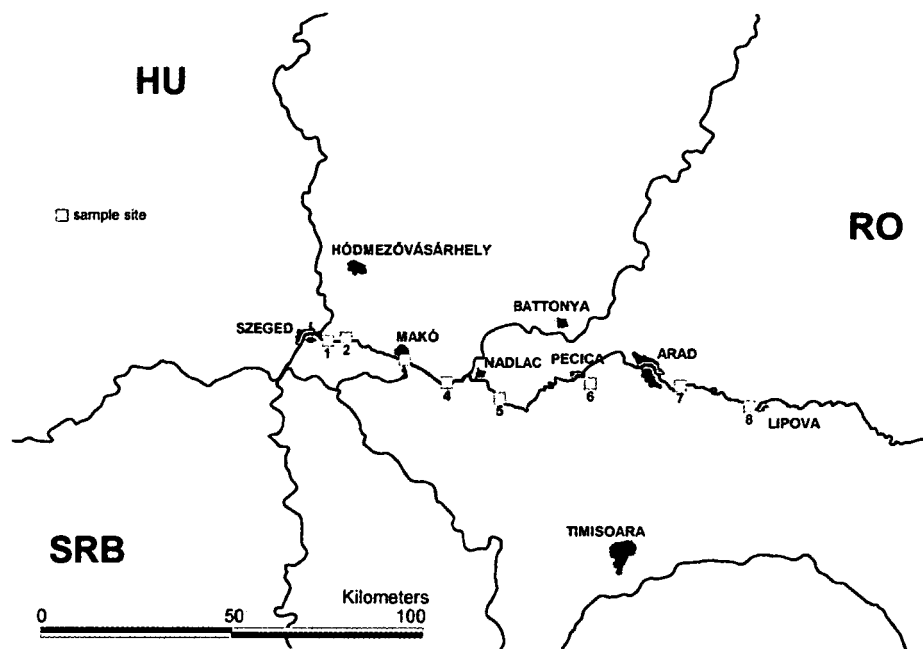 HU
RO
sample site
HÓDMEZŐVÁSÁRHELY
BATTONYA
SZEGED
1
2
MAKÓ
NADLAC
PECICA
ARAD
4
5
6
7
8
LIPOVA
TIMISOARA
SRB
Kilometers
0 50 100